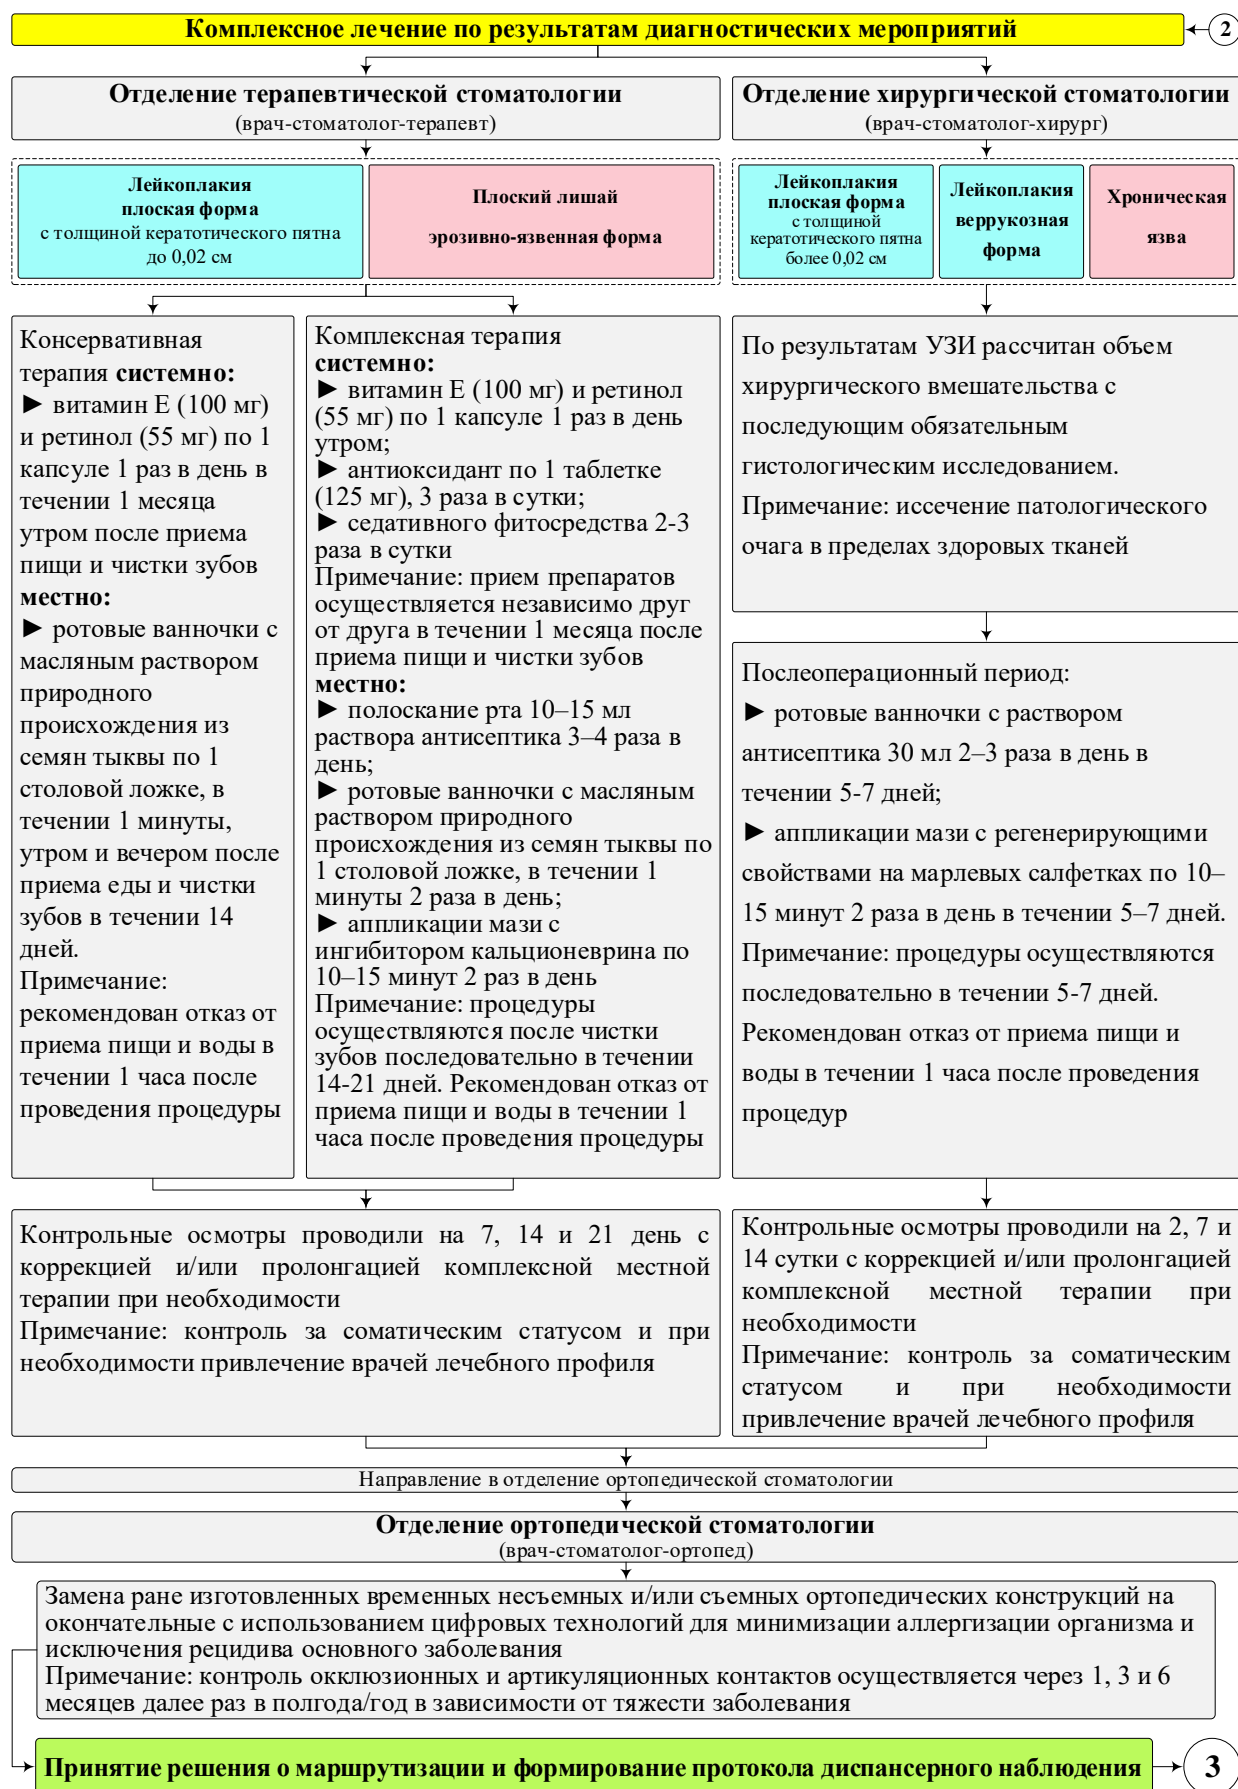 Комплексное лечение по результатам диагностических мероприятий
2
Отделение терапевтической стоматологии
(врач-стоматолог-терапевт)
Отделение хирургической стоматологии
(врач-стоматолог-хирург)
Лейкоплакия
плоская форма
с толщиной кератотического пятна
до 0,02 см
Плоский лишай
эрозивно-язвенная форма
Лейкоплакия
плоская форма
с толщиной
кератотического пятна
более 0,02 см
Лейкоплакия
веррукозная
форма
Хроническая
язва
Консервативная
терапия системно:
► витамин Е (100 мг)
и ретинол (55 мг) по 1
капсуле 1 раз в день в
течении 1 месяца
утром после приема
пищи и чистки зубов
местно:
► ротовые ванночки с
масляным раствором
природного
происхождения из
семян тыквы по 1
столовой ложке, в
течении 1 минуты,
утром и вечером после
приема еды и чистки
зубов в течении 14
дней.
Примечание:
рекомендован отказ от
приема пищи и воды в
течении 1 часа после
проведения процедуры
Комплексная терапия
системно:
► витамин Е (100 мг) и ретинол
(55 мг) по 1 капсуле 1 раз в день
утром;
► антиоксидант по 1 таблетке
(125 мг), 3 раза в сутки;
► седативного фитосредства 2-3
раза в сутки
Примечание: прием препаратов
осуществляется независимо друг
от друга в течении 1 месяца после
приема пищи и чистки зубов
местно:
► полоскание рта 10–15 мл
раствора антисептика 3–4 раза в
день;
► ротовые ванночки с масляным
раствором природного
происхождения из семян тыквы по
1 столовой ложке, в течении 1
минуты 2 раза в день;
► аппликации мази с
ингибитором кальционеврина по
10–15 минут 2 раз в день
Примечание: процедуры
осуществляются после чистки
зубов последовательно в течении
14-21 дней. Рекомендован отказ от
приема пищи и воды в течении 1
часа после проведения процедуры
По результатам УЗИ рассчитан объем
хирургического вмешательства с
последующим обязательным
гистологическим исследованием.
Примечание: иссечение патологического
очага в пределах здоровых тканей
Послеоперационный период:
► ротовые ванночки с раствором
антисептика 30 мл 2–3 раза в день в
течении 5-7 дней;
► аппликации мази с регенерирующими
свойствами на марлевых салфетках по 10–
15 минут 2 раза в день в течении 5–7 дней.
Примечание: процедуры осуществляются
последовательно в течении 5-7 дней.
Рекомендован отказ от приема пищи и
воды в течении 1 часа после проведения
процедур
Контрольные осмотры проводили на 7, 14 и 21 день с
коррекцией и/или пролонгацией комплексной местной
терапии при необходимости
Примечание: контроль за соматическим статусом и при
необходимости привлечение врачей лечебного профиля
Контрольные осмотры проводили на 2, 7 и
14 сутки с коррекцией и/или пролонгацией
комплексной местной терапии при
необходимости
Примечание: контроль за соматическим
статусом и при необходимости
привлечение врачей лечебного профиля
Направление в отделение ортопедической стоматологии
Отделение ортопедической стоматологии
(врач-стоматолог-ортопед)
Замена ране изготовленных временных несъемных и/или съемных ортопедических конструкций на
окончательные с использованием цифровых технологий для минимизации аллергизации организма и
исключения рецидива основного заболевания
Примечание: контроль окклюзионных и артикуляционных контактов осуществляется через 1, 3 и 6
месяцев далее раз в полгода/год в зависимости от тяжести заболевания
Принятие решения о маршрутизации и формирование протокола диспансерного наблюдения
3